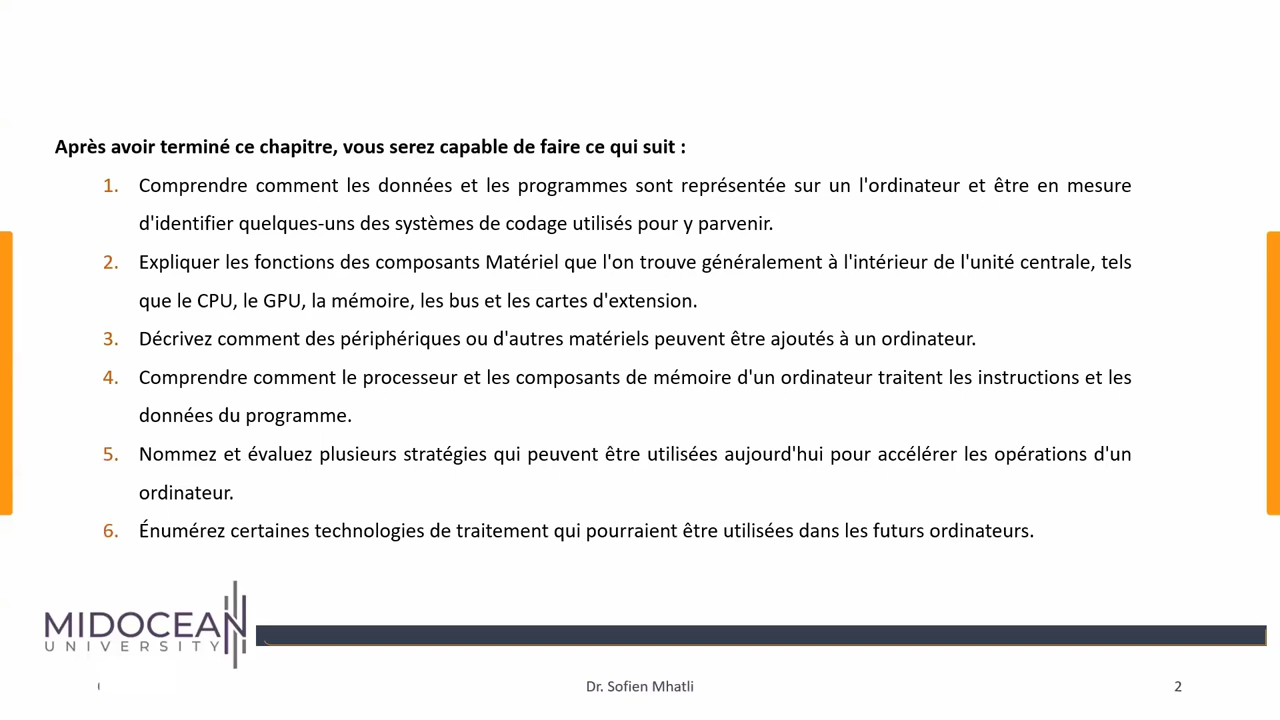 Après avoir terminé ce chapitre, vous serez capable de faire ce qui suit :
1. Comprendre comment les données et les programmes sont représentée sur un l'ordinateur et être en mesure
d'identifier quelques-uns des systèmes de codage utilisés pour y parvenir.
2. Expliquer les fonctions des composants Matériel que l'on trouve généralement à l'intérieur de l'unité centrale, tels
que le CPU, le GPU, la mémoire, les bus et les cartes d'extension.
3. Décrivez comment des périphériques ou d'autres matériels peuvent être ajoutés à un ordinateur.
4. Comprendre comment le processeur et les composants de mémoire d'un ordinateur traitent les instructions et les
données du programme.
5. Nommez et évaluez plusieurs stratégies qui peuvent être utilisées aujourd'hui pour accélérer les opérations d'un
ordinateur.
6. Énumérez certaines technologies de traitement qui pourraient être utilisées dans les futurs ordinateurs.
MIDOCEAN
UNIVERSITY
Dr. Sofien Mhatli
2